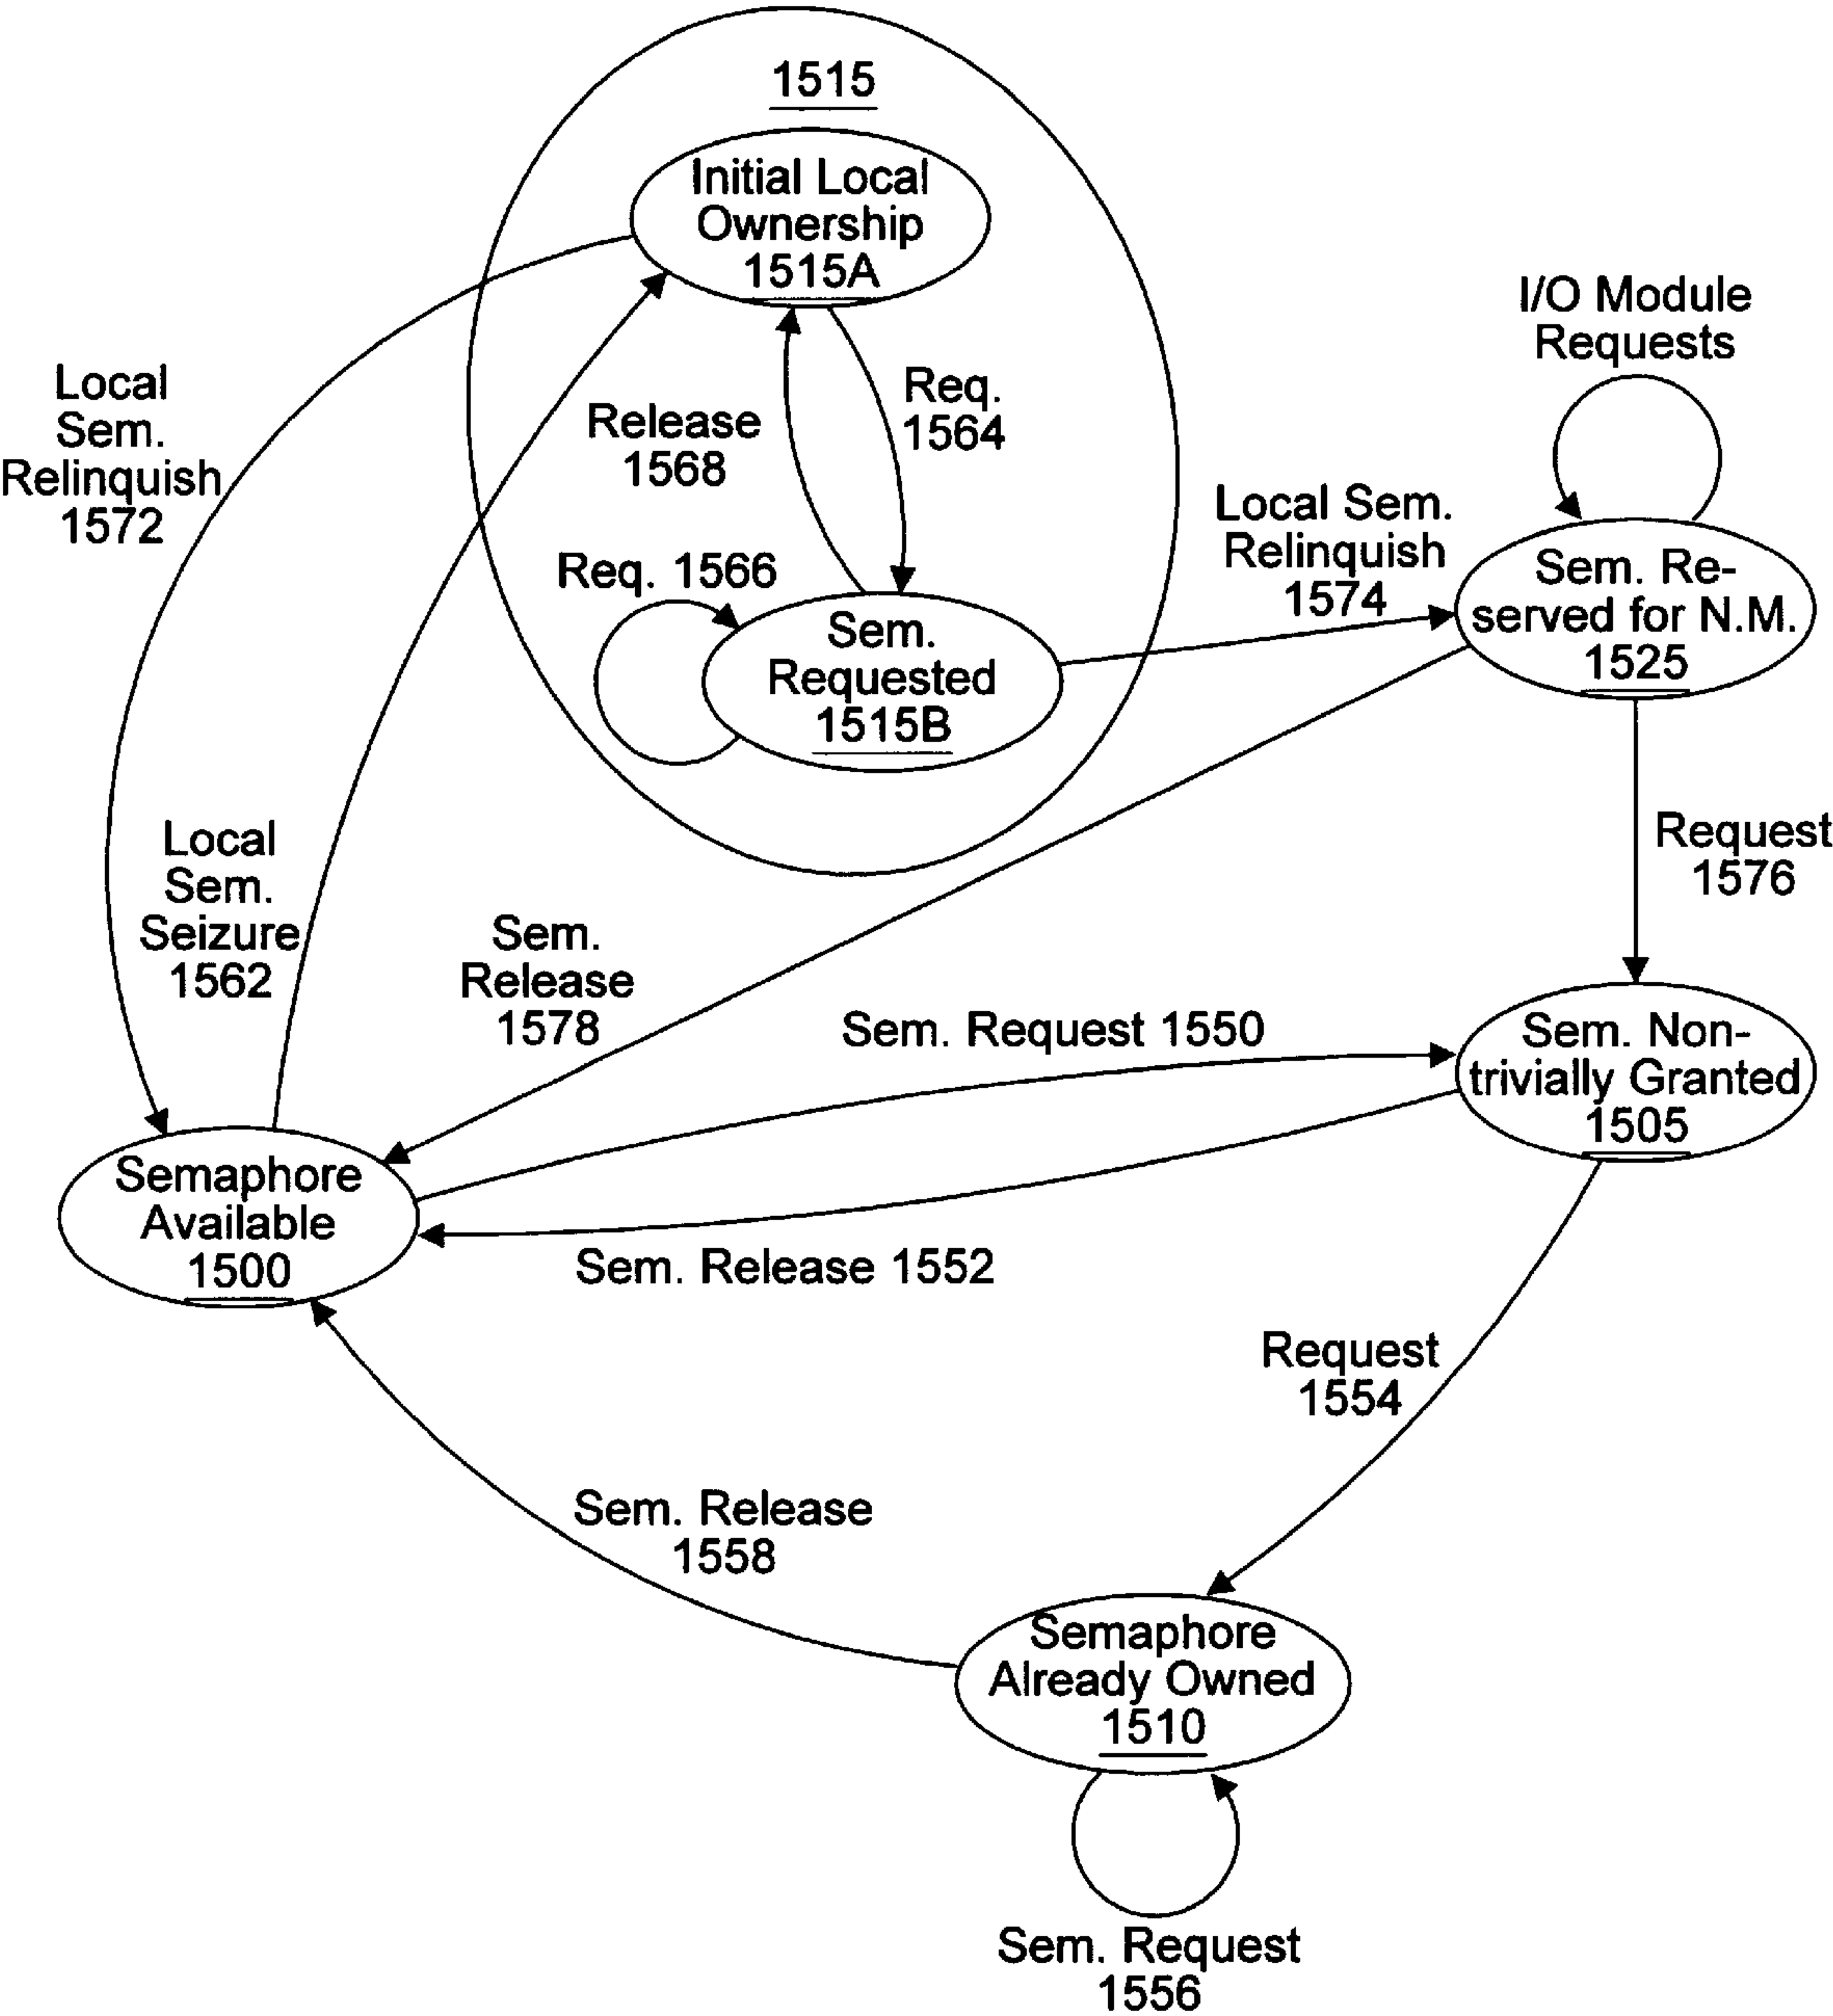 1515
Initial Local
Ownership
1515A
I/O Module
Requests
Local
Sem.
Relinquish
1572
Release
1568
Req.
1564
Local Sem.
Relinquish
1574
Req. 1566
Sem.
Requested
1515B
Sem. Re-
served for N.M.
1525
Request
1576
Local
Sem.
Seizure
1562
Sem.
Release
1578
Sem. Request 1550
Sem. Non-
trivially Granted
1505
Semaphore
Available
1500
Sem. Release 1552
Request
1554
Sem. Release
1558
Semaphore
Already Owned
1510
Sem. Request
1556